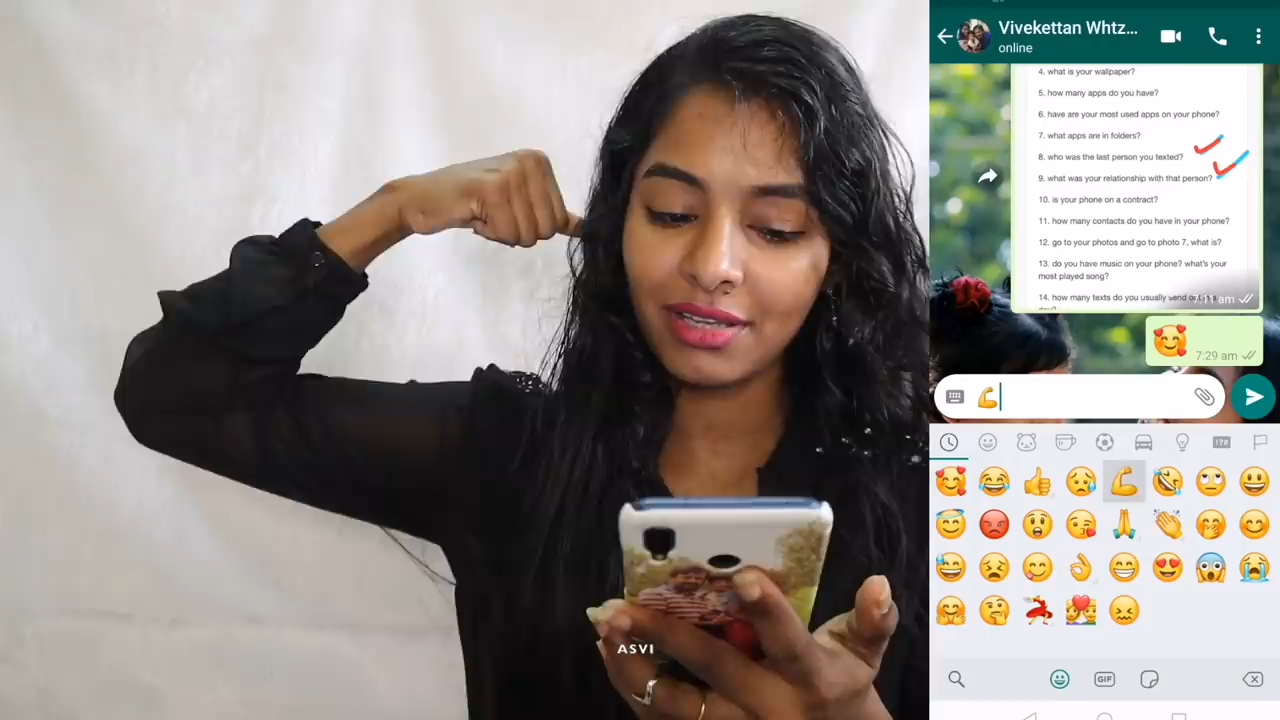 Vivekettan Whtz...
online
4. what is your wallpaper?
5. how many apps do you have?
6. have are your most used apps on your phone?
7. what apps are in folders?
8. who was the last person you texted?
9. what was your relationship with that person?
10. is your phone on a contract?
11. how many contacts do you have in your phone?
12. go to your photos and go to photo 7, what is?
13. do you have music on your phone? what's your
most played song?
14. how many texts do you usually send
7:11 am
7:29 am
GIF
ASVI